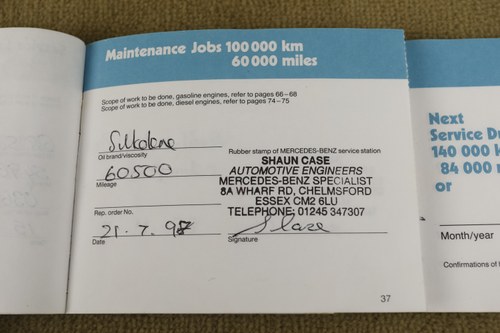 Maintenance Jobs 100 000 km
60 000 miles
Scope of work to be done, gasoline engines, refer to pages 66–68
Scope of work to be done, diesel engines, refer to pages 74–75
Silkolene
Oil brand/viscosity
60500
Mileage
Rep. order No.
21. 7. 98
Date
Rubber stamp of MERCEDES-BENZ service station
SHAUN CASE
AUTOMOTIVE ENGINEERS
MERCEDES-BENZ SPECIALIST
8A WHARF RD, CHELMSFORD
ESSEX CM2 6LU
TELEPHONE: 01245 347307
S Case
Signature
37
Next
Service
140 000
84 000
or
Month/year
Confirmations of